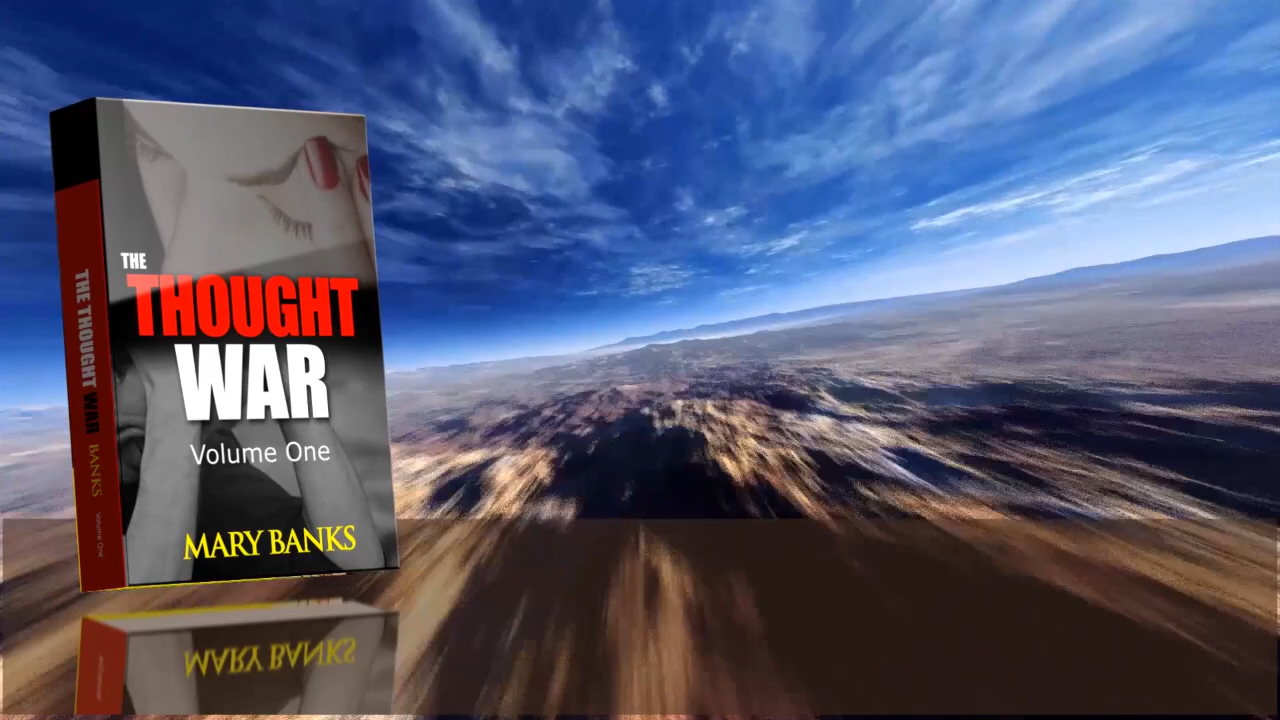 THE
THOUGHT
WAR
Volume One
MARY BANKS
THE THOUGHT WAR BANKS Volume One
MARY BANKS